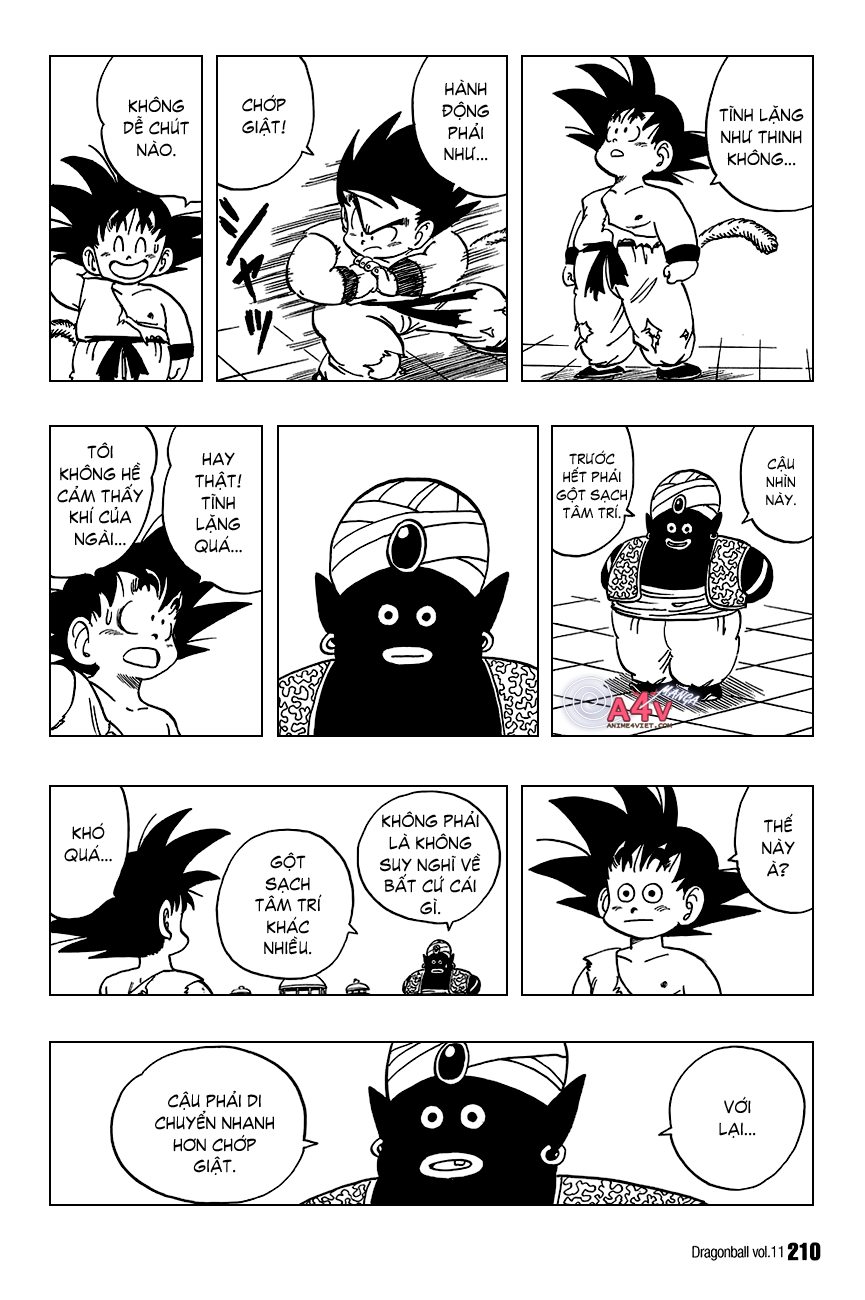 TĨNH LẶNG
NHƯ THINH
KHÔNG...
HÀNH
ĐỘNG
PHẢI
NHƯ...
CHỚP
GIẬT!
KHÔNG
DỄ CHÚT
NÀO.
CẬU
NHÌN
NÀY.
TRƯỚC
HẾT PHẢI
GỘT SẠCH
TÂM TRÍ.
HAY
THẬT!
TĨNH
LẶNG
QUÁ...
TÔI
KHÔNG HỀ
CẢM THẤY
KHÍ CỦA
NGÀI...
MANGA
A4V
ANIME4VIET.COM
THẾ
NÀY
À?
KHÔNG PHẢI
LÀ KHÔNG
SUY NGHĨ VỀ
BẤT CỨ CÁI
GÌ.
GỘT
SẠCH
TÂM TRÍ
KHÁC
NHIỀU.
KHÓ
QUÁ...
VỚI
LẠI...
CẬU PHẢI DI
CHUYỂN NHANH
HƠN CHỚP
GIẬT.
Dragonball vol.11 210